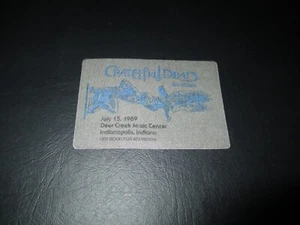 GRATEFUL DEAD
July 15, 1989
Deer Creek Music Center
Indianapolis, Indiana